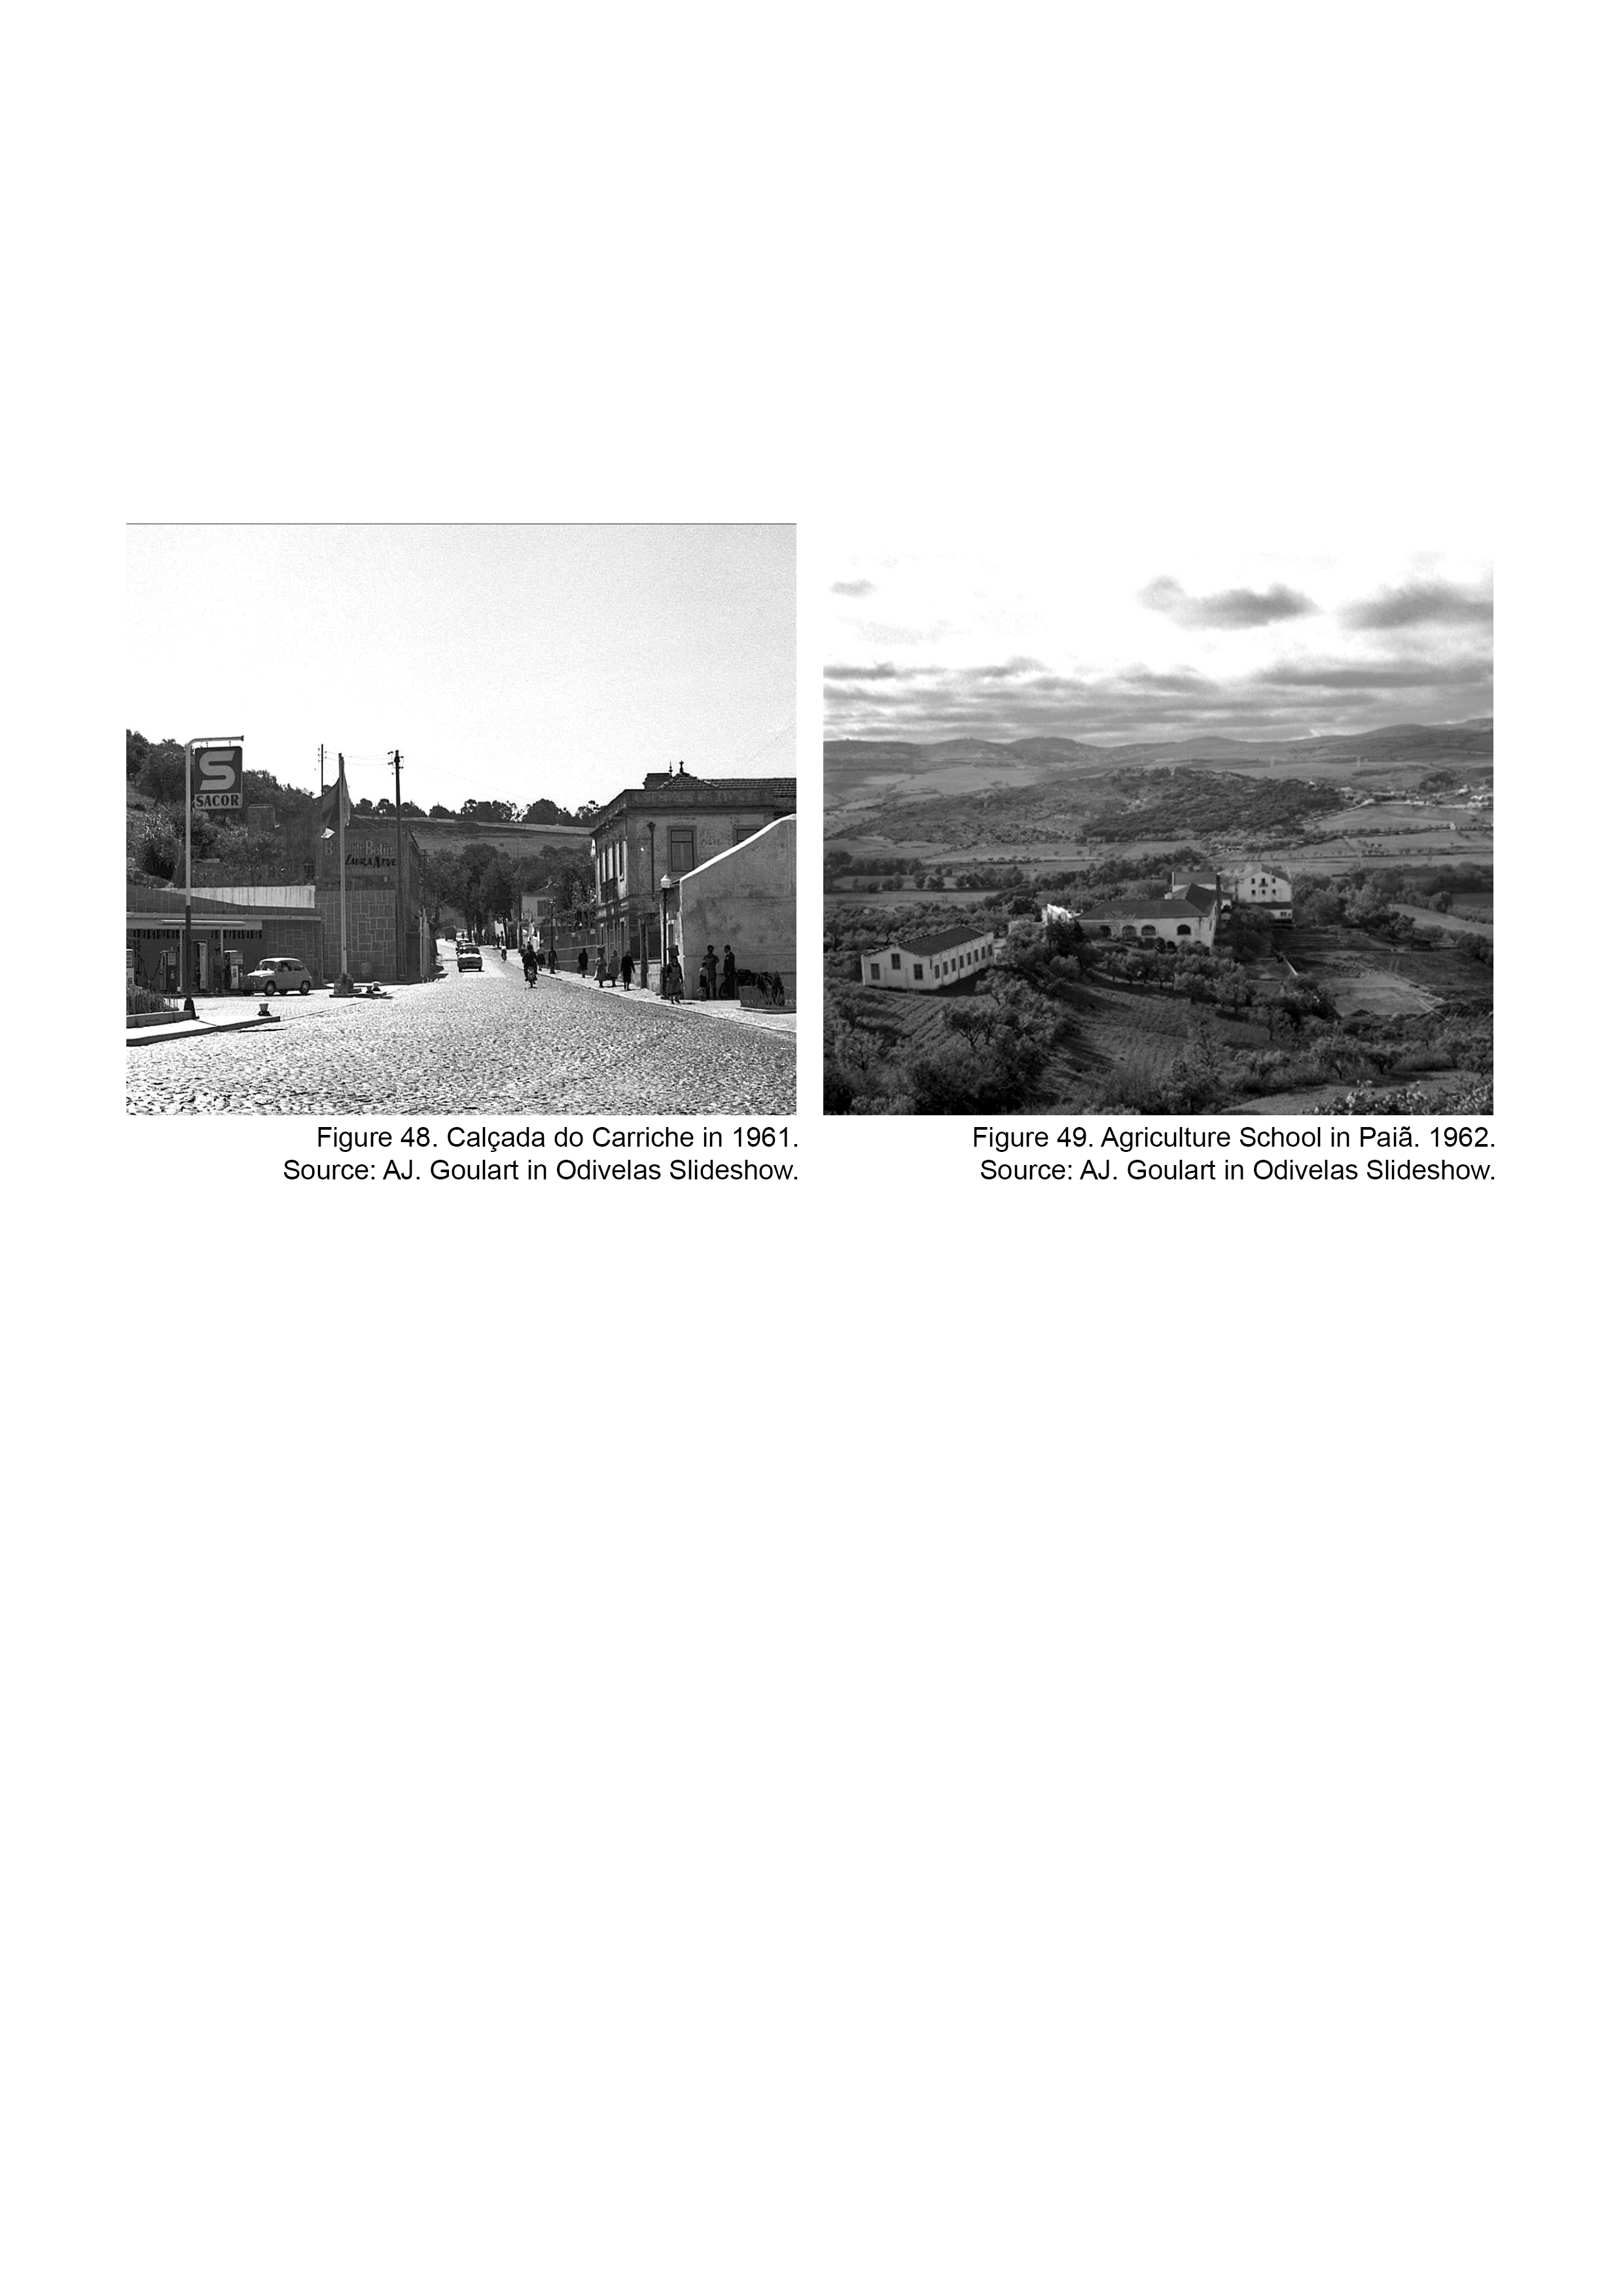 S
SACOR
Figure 48. Calçada do Carriche in 1961.
Source: AJ. Goulart in Odivelas Slideshow.
Figure 49. Agriculture School in Paiã. 1962.
Source: AJ. Goulart in Odivelas Slideshow.